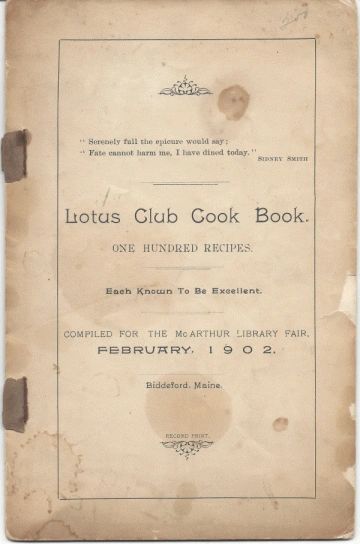 " Serenely full the epicure would say ;
" Fate cannot harm me, I have dined today."
SIDNEY SMITH
Lotus Club Cook Book.
ONE HUNDRED RECIPES.
Each Known To Be Excellent.
COMPILED FOR THE McARTHUR LIBRARY FAIR,
FEBRUARY, 1902.
Biddeford, Maine.
RECORD PRINT.